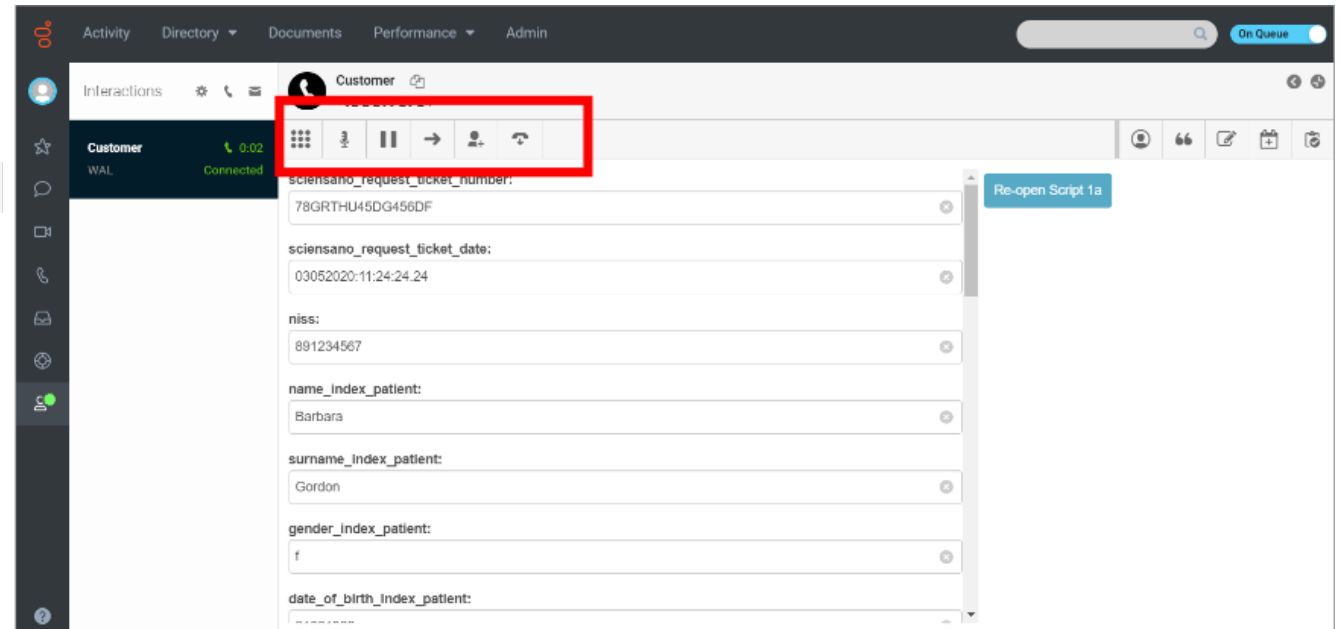 Activity Directory Documents Performance Admin
On Queue
Interactions
Customer
Customer 0:02
WAL Connected
sciensano_request_ticket_number:
78GRTHU45DG456DF
Re-open Script 1a
sciensano_request_ticket_date:
03052020:11:24:24.24
niss:
891234567
name_index_patient:
Barbara
surname_index_patient:
Gordon
gender_index_patient:
f
date_of_birth_index_patient: